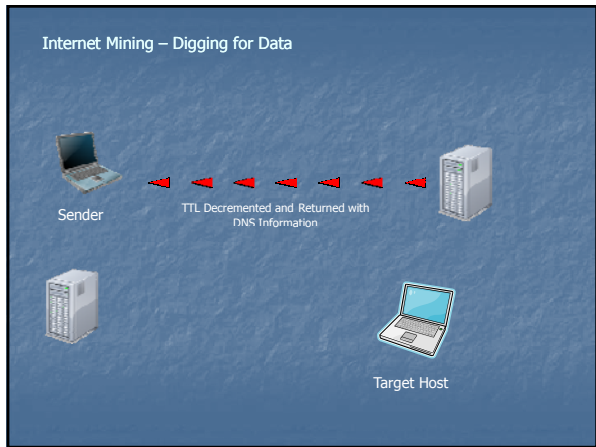 Internet Mining – Digging for Data
Sender
TTL Decremented and Returned with
DNS Information
Target Host